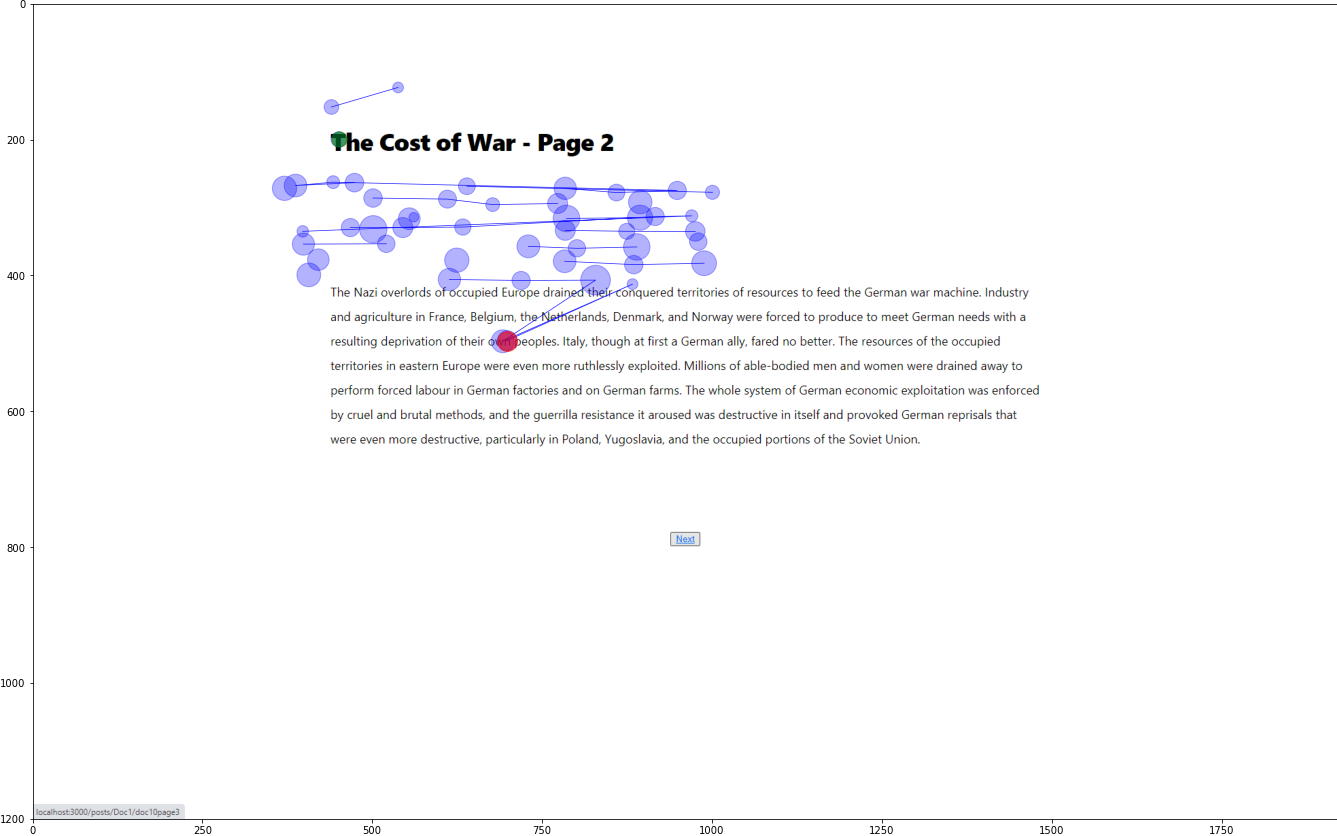 0
200
The Cost of War - Page 2
400
The Nazi overlords of occupied Europe drained their conquered territories of resources to feed the German war machine. Industry
and agriculture in France, Belgium, the Netherlands, Denmark, and Norway were forced to produce to meet German needs with a
resulting deprivation of their own peoples. Italy, though at first a German ally, fared no better. The resources of the occupied
territories in eastern Europe were even more ruthlessly exploited. Millions of able-bodied men and women were drained away to
perform forced labour in German factories and on German farms. The whole system of German economic exploitation was enforced
600
by cruel and brutal methods, and the guerrilla resistance it aroused was destructive in itself and provoked German reprisals that
were even more destructive, particularly in Poland, Yugoslavia, and the occupied portions of the Soviet Union.
Next
800
1000
localhost:3000/posts/Doc1/doc10page3
1200
0 250 500 750 1000 1250 1500 1750